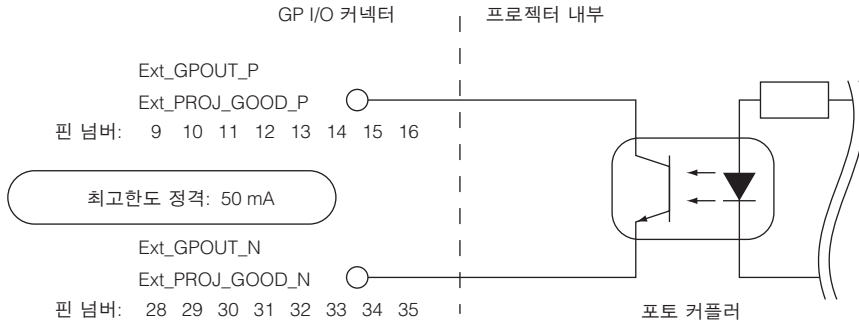 GP I/O 커넥터
프로젝터 내부
Ext_GPOUT_P
Ext_PROJ_GOOD_P
핀 넘버: 9 10 11 12 13 14 15 16
최고한도 정격: 50 mA
Ext_GPOUT_N
Ext_PROJ_GOOD_N
핀 넘버: 28 29 30 31 32 33 34 35
포토 커플러